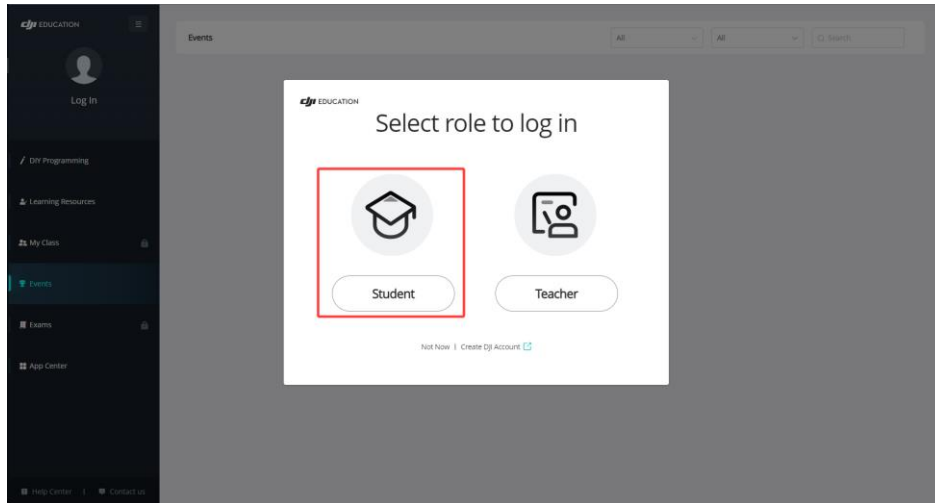 dji EDUCATION
Log In
DIY Programming
Learning Resources
My Class
Events
Exams
App Center
Help Center | Contact us
Events
All
All
Search
dji EDUCATION
Select role to log in
Student
Teacher
Not Now | Create DJI Account